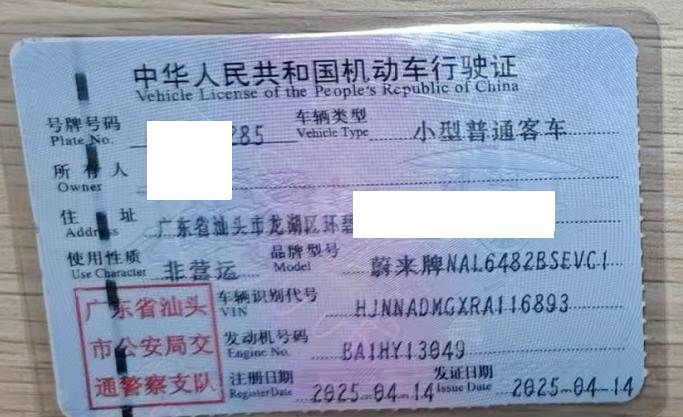 中华人民共和国机动车行驶证
Vehicle License of the People's Republic of China
号牌号码 285 车辆类型 小型普通客车
Plate No. Vehicle Type
所有人
Owner
住址 广东省汕头市龙湖区环碧
Address
使用性质 非营运 品牌型号 蔚来牌NAL6482BSEVC1
Use Character Model
广东省汕头 车辆识别代号 HJNNADMGXRA116893
VIN
市公安局交 发动机号码 BA1HY13049
Engine No.
通警察支队 注册日期 2025-04-14 发证日期 2025-04-14
Register Date Issue Date